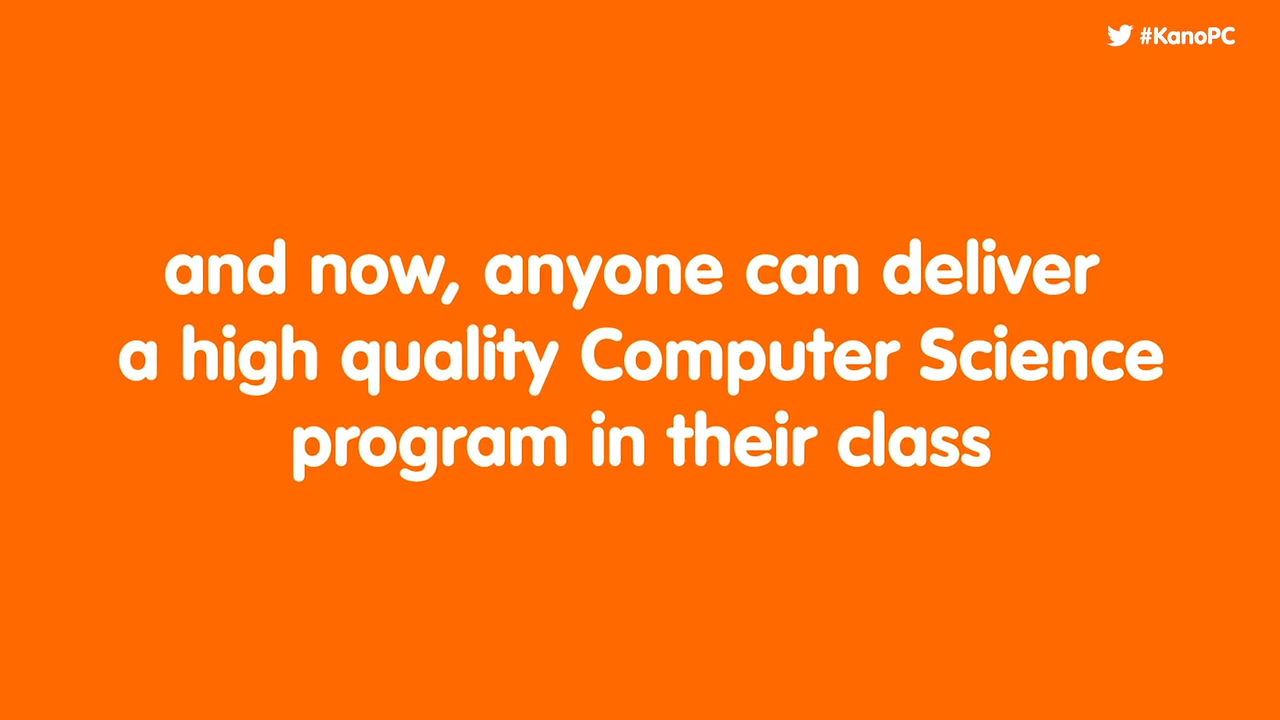 #KanoPC
and now, anyone can deliver
a high quality Computer Science
program in their class